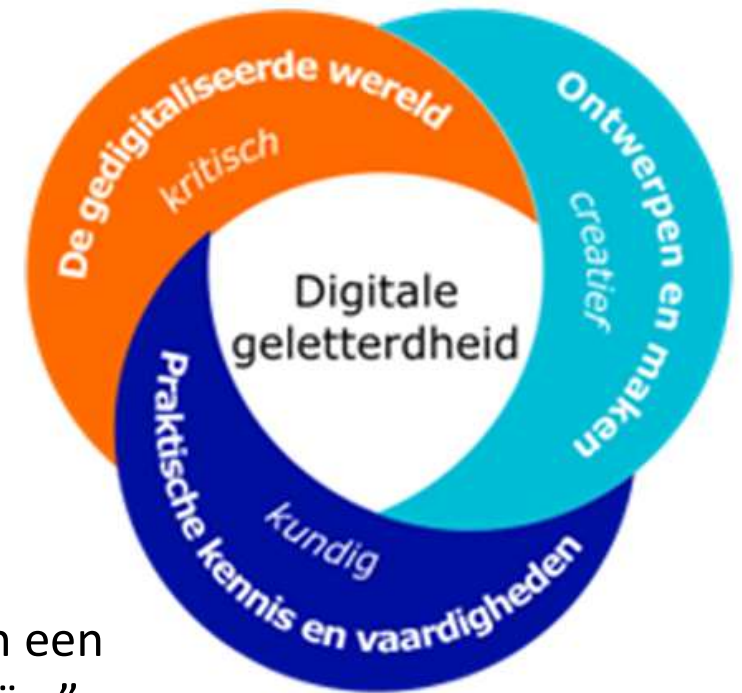 De gedigitaliseerde wereld
kritisch
Ontwerpen en maken
creatief
Digitale
geletterdheid
Praktische kennis en vaardigheden
kundig
een